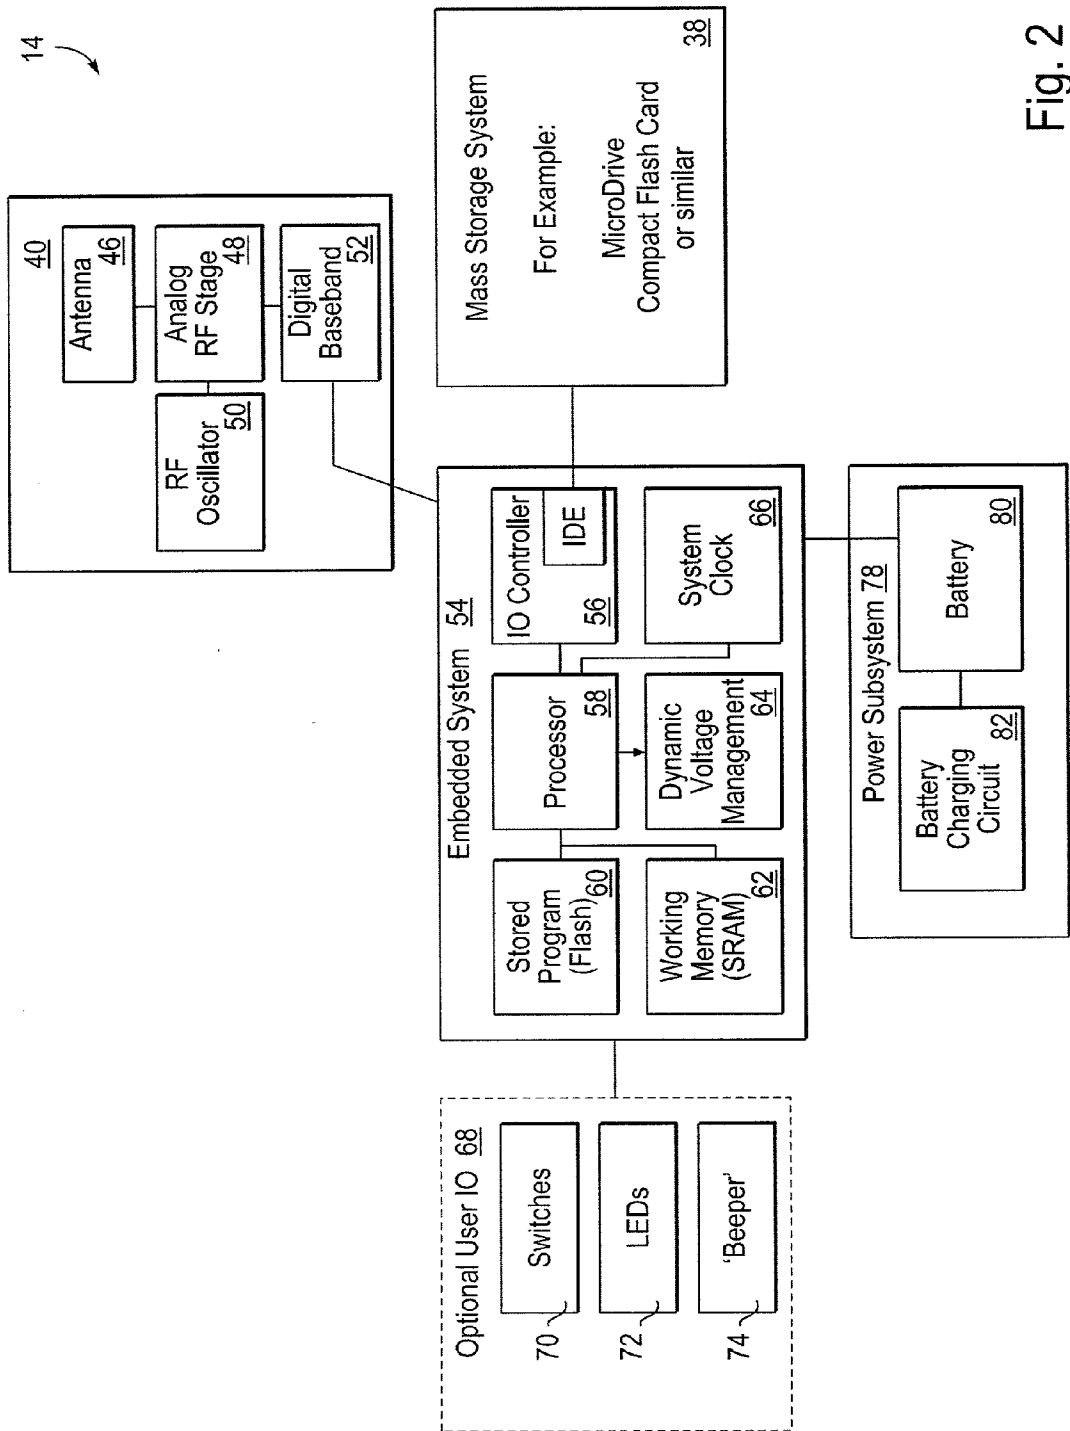 14
40
Antenna
46
Analog
RF Stage
48
RF
Oscillator
50
Digital
Baseband
52
Mass Storage System
For Example:
MicroDrive
Compact Flash Card
or similar
38
Embedded System 54
Stored
Program
(Flash)
60
Processor
58
IO Controller
56
IDE
Working
Memory
(SRAM)
62
Dynamic
Voltage
Management
64
System
Clock
66
Optional User IO 68
Switches
70
LEDs
72
'Beeper'
74
Power Subsystem 78
Battery
Charging
Circuit
82
Battery
80
Fig. 2